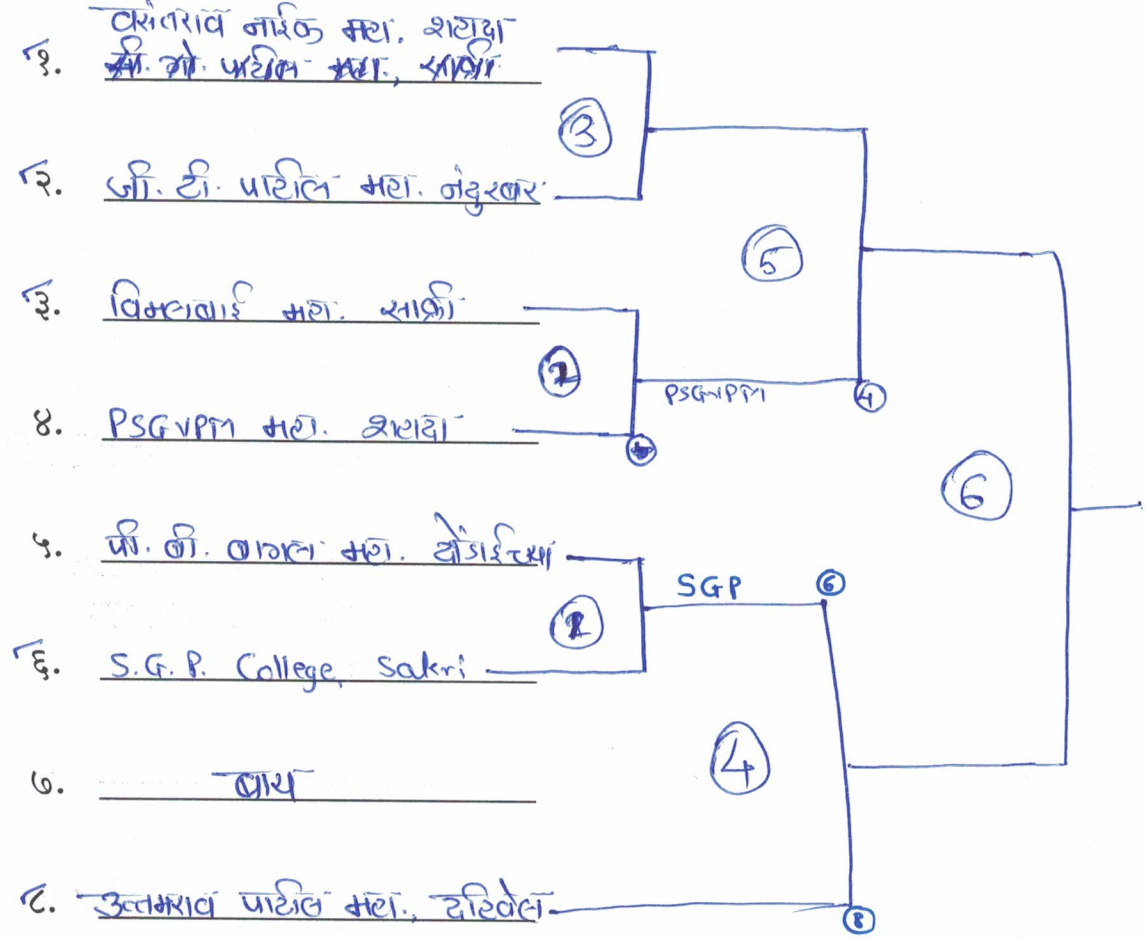 वसंतराव नाईक महा. शहादा
१. सी. गो. पाटील महा., साक्री
③
२. जी. टी. पाटील महा. नंदुरबार
⑤
३. विमलबाई महा. साक्री
PSGVPM
④
४. PSGVPM महा. शहादा
⑥
५. पी. बी. बागल महा. दोंडाईच्या
SGP ⑥
६. S.G.P. College, Sakri
④
७. बाय
८. उत्तमराव पाटील महा., दहिवेल
⑧